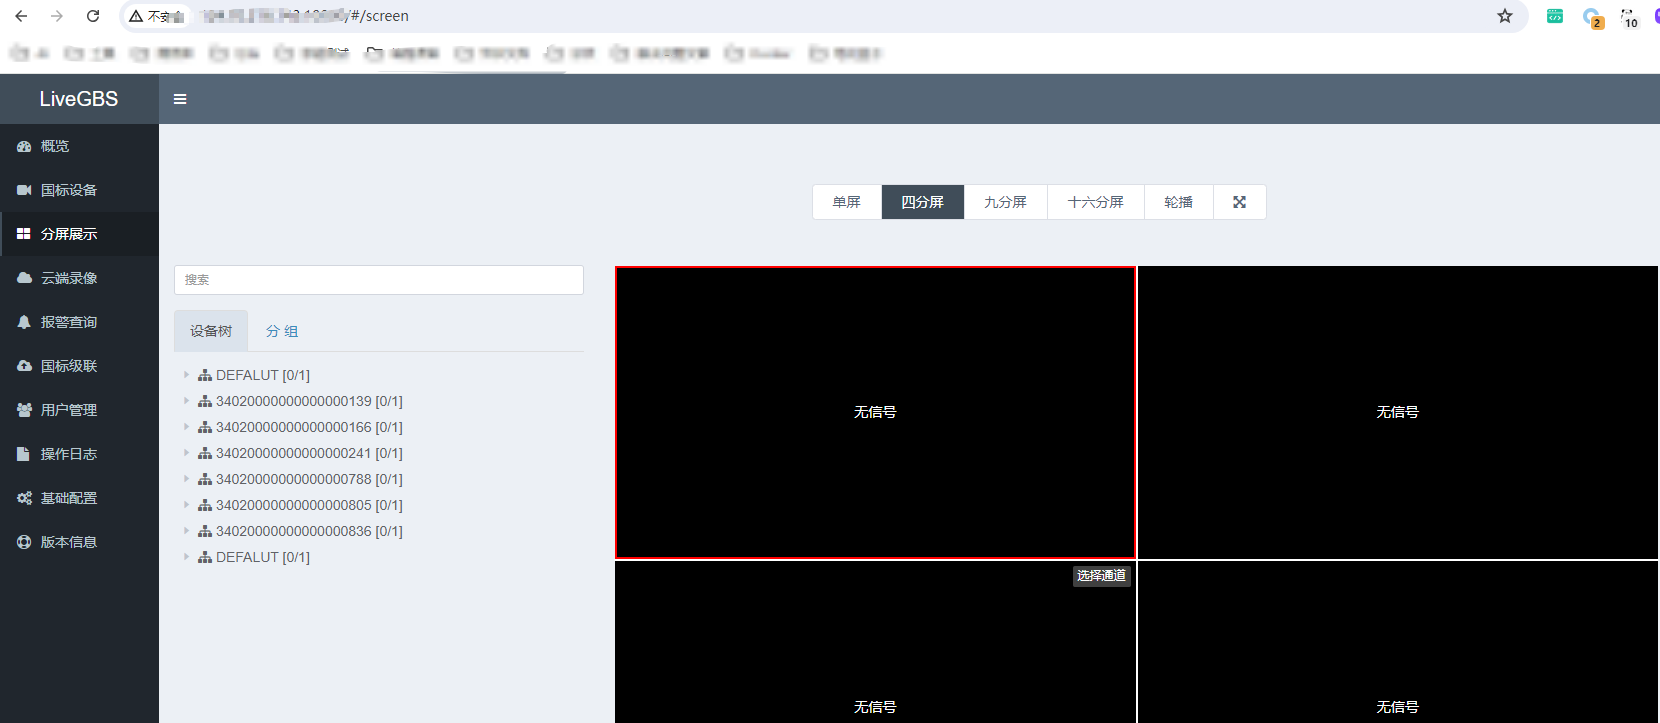 不安全
/#/screen
2
10
LiveGBS
概览
国标设备
分屏展示
云端录像
报警查询
国标级联
用户管理
操作日志
基础配置
版本信息
单屏 四分屏 九分屏 十六分屏 轮播
搜索
设备树 分 组
DEFALUT [0/1]
34020000000000000139 [0/1]
34020000000000000166 [0/1]
34020000000000000241 [0/1]
34020000000000000788 [0/1]
34020000000000000805 [0/1]
34020000000000000836 [0/1]
DEFALUT [0/1]
无信号
无信号
选择通道
无信号
无信号